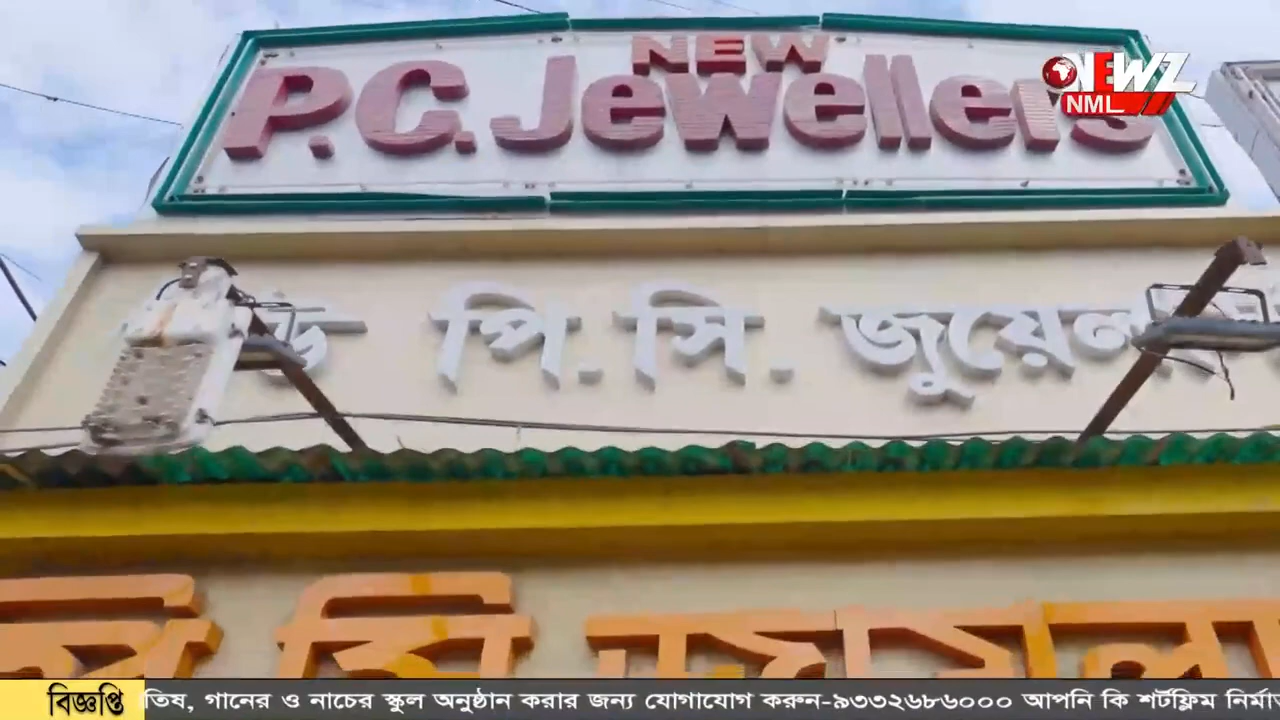 NEW
P.C. Jewellers
NEWZ
NML
উ পি.সি. জুয়েল
বিজ্ঞপ্তি
তিষ, গানের ও নাচের স্কুল অনুষ্ঠান করার জন্য যোগাযোগ করুন-৯৩৩২৬৮৬০০০ আপনি কি শর্টফ্লিম নির্মা